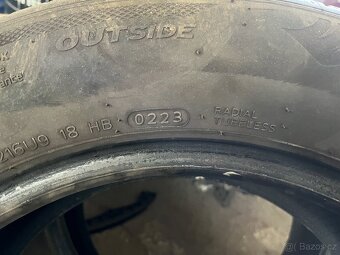 OUTSIDE
216U9 18 HB 0223
RADIAL
TUBELESS
Bazos.cz